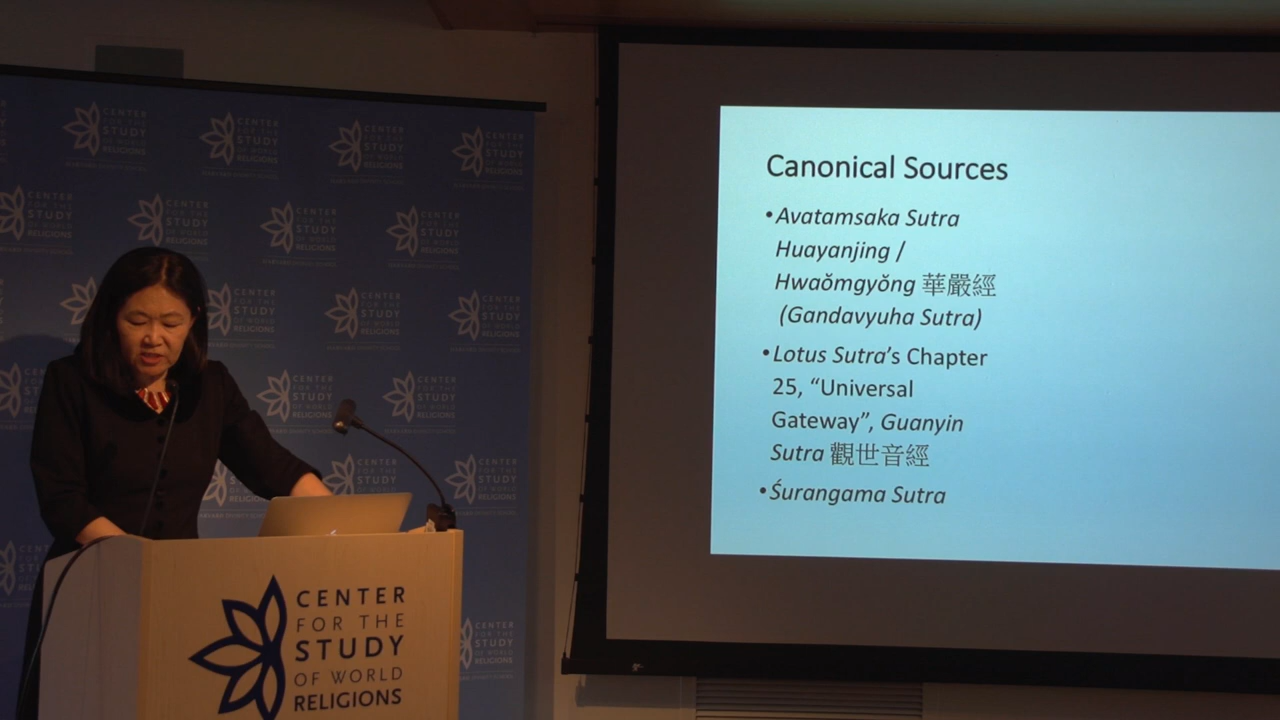 Canonical Sources
•Avatamsaka Sutra
Huayanjing /
Hwaŏmgyŏng 華嚴經
(Gandavyuha Sutra)
•Lotus Sutra’s Chapter
25, “Universal
Gateway”, Guanyin
Sutra 觀世音經
•Śurangama Sutra
CENTER
FOR THE
STUDY
OF WORLD
RELIGIONS